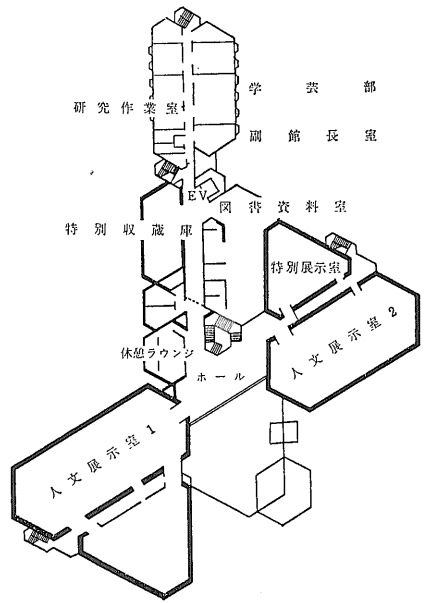 学芸部
研究作業室
副館長室
EV
図書資料室
特別収蔵庫
特別展示室
休憩ラウンジ
ホール
人文展示室2
人文展示室1